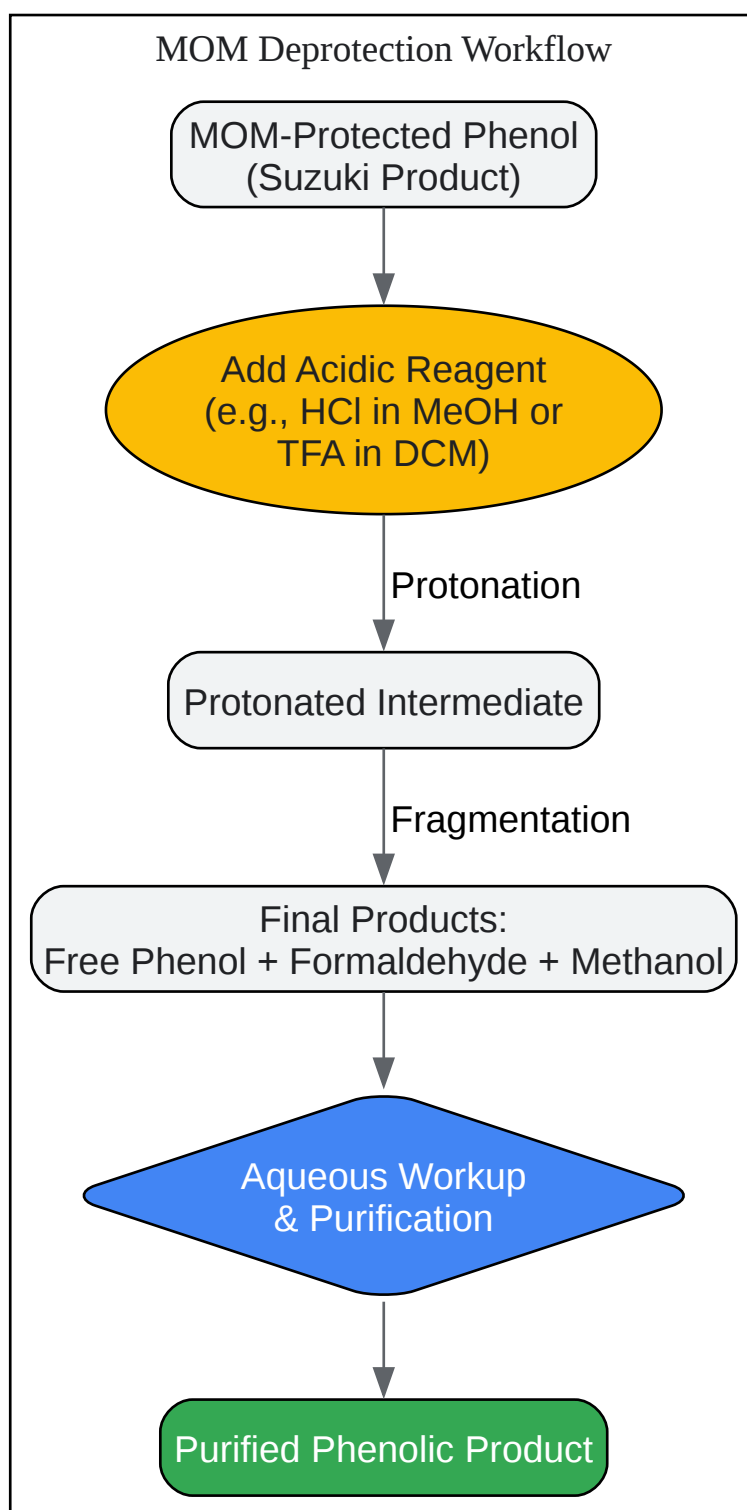 MOM Deprotection Workflow
MOM-Protected Phenol
(Suzuki Product)
Add Acidic Reagent
(e.g., HCl in MeOH or
TFA in DCM)
Protonation
Protonated Intermediate
Fragmentation
Final Products:
Free Phenol + Formaldehyde + Methanol
Aqueous Workup
& Purification
Purified Phenolic Product